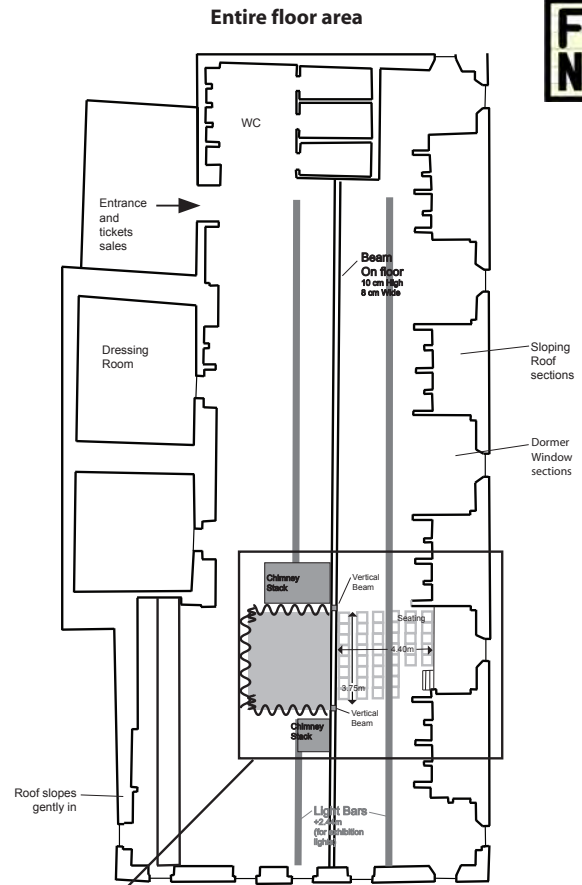 Entire floor area
F
N
WC
Entrance
and
tickets
sales
Beam
On floor
10 cm High
8 cm Wide
Dressing
Room
Sloping
Roof
sections
Dormer
Window
sections
Chimney
Stack
Vertical
Beam
Seating
4.40m
3.75m
Vertical
Beam
Chimney
Stack
Roof slopes
gently in
Light Bars
(for exhibition
lights)